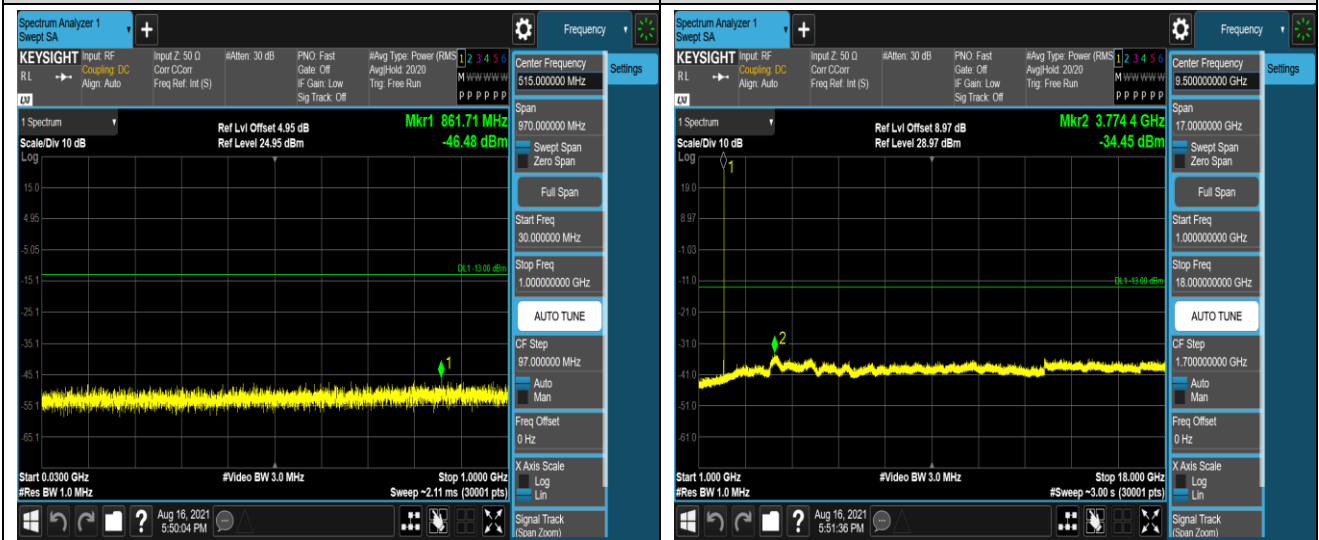 Spectrum Analyzer 1
Swept SA
+
Frequency
KEYSIGHT
RL
LXI
Input: RF
Coupling: DC
Align: Auto
Input Z: 50 Ω
Corr CCorr
Freq Ref: Int (S)
#Atten: 30 dB
PNO: Fast
Gate: Off
IF Gain: Low
Sig Track: Off
#Avg Type: Power (RMS
Avg|Hold: 20/20
Trig: Free Run
1 2 3 4 5 6
M W W W W W
P P P P P P
Center Frequency
515.000000 MHz
Settings
Span
970.000000 MHz
Swept Span
Zero Span
Full Span
Start Freq
30.000000 MHz
Stop Freq
1.000000000 GHz
AUTO TUNE
CF Step
97.000000 MHz
Auto
Man
Freq Offset
0 Hz
X Axis Scale
Log
Lin
Signal Track
(Span Zoom)
1 Spectrum
Scale/Div 10 dB
Log
Ref Lvl Offset 4.95 dB
Ref Level 24.95 dBm
Mkr1 861.71 MHz
-46.48 dBm
15.0
4.95
-5.05
DL1 -13.00 dBm
-15.1
-25.1
-35.1
1
-45.1
-55.1
-65.1
Start 0.0300 GHz
#Video BW 3.0 MHz
Stop 1.0000 GHz
#Res BW 1.0 MHz
Sweep ~2.11 ms (30001 pts)
?
Aug 16, 2021
5:50:04 PM
Spectrum Analyzer 1
Swept SA
+
Frequency
KEYSIGHT
RL
LXI
Input: RF
Coupling: DC
Align: Auto
Input Z: 50 Ω
Corr CCorr
Freq Ref: Int (S)
#Atten: 30 dB
PNO: Fast
Gate: Off
IF Gain: Low
Sig Track: Off
#Avg Type: Power (RMS
Avg|Hold: 20/20
Trig: Free Run
1 2 3 4 5 6
M W W W W W
P P P P P P
Center Frequency
9.500000000 GHz
Settings
Span
17.0000000 GHz
Swept Span
Zero Span
Full Span
Start Freq
1.000000000 GHz
Stop Freq
18.000000000 GHz
AUTO TUNE
CF Step
1.700000000 GHz
Auto
Man
Freq Offset
0 Hz
X Axis Scale
Log
Lin
Signal Track
(Span Zoom)
1 Spectrum
Scale/Div 10 dB
Log
Ref Lvl Offset 8.97 dB
Ref Level 28.97 dBm
Mkr2 3.774 4 GHz
-34.45 dBm
1
19.0
8.97
-1.03
-11.0
DL1 -13.00 dBm
-21.0
-31.0
2
-41.0
-51.0
-61.0
Start 1.000 GHz
#Video BW 3.0 MHz
Stop 18.000 GHz
#Res BW 1.0 MHz
#Sweep ~3.00 s (30001 pts)
?
Aug 16, 2021
5:51:36 PM